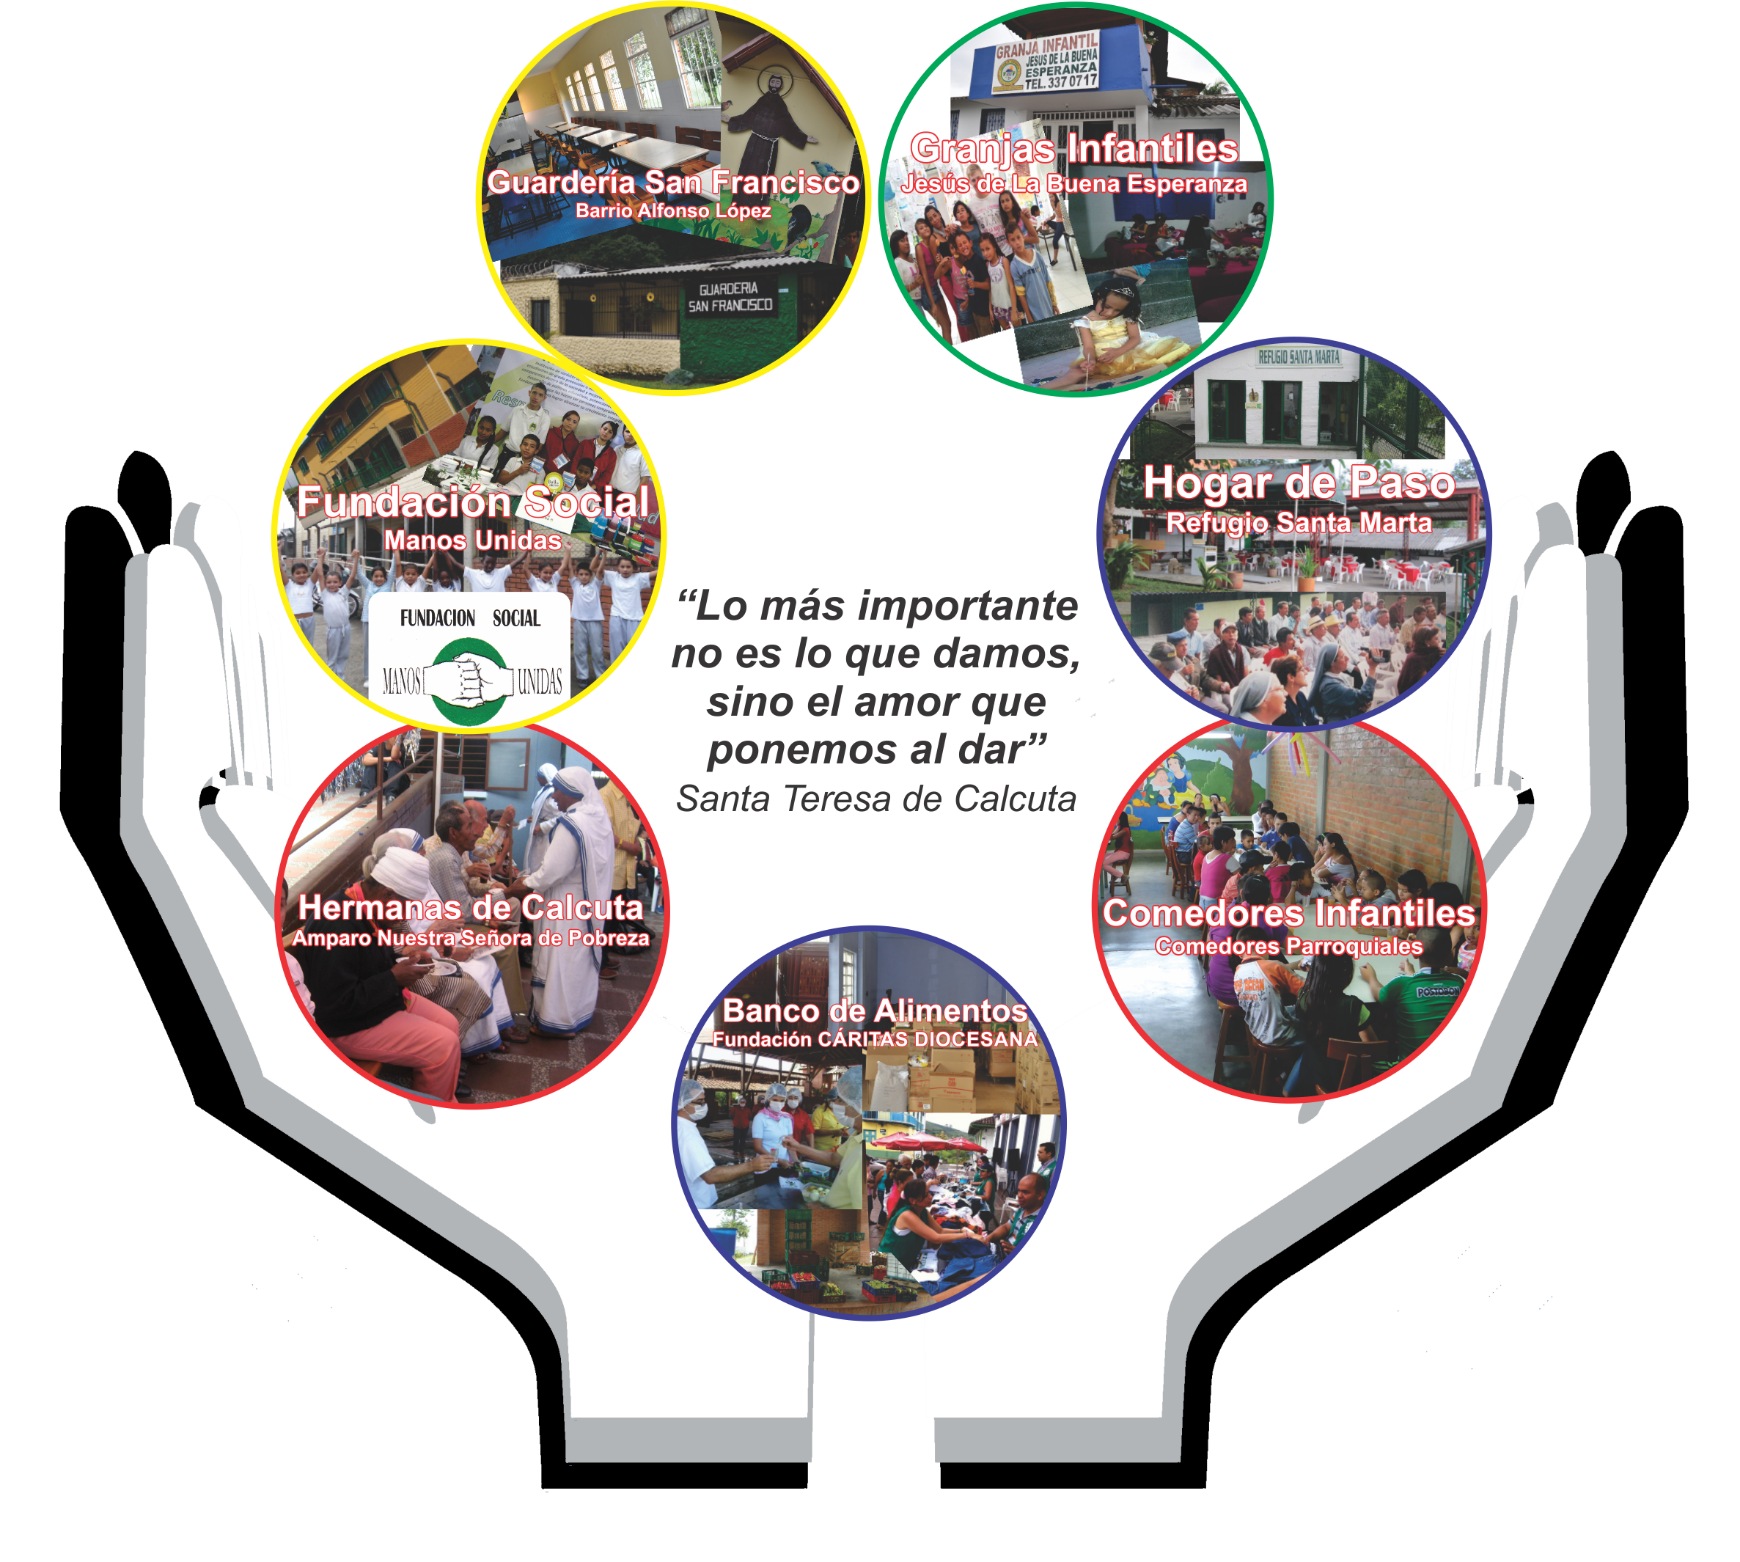 GRANJA INFANTIL
JESUS DE LA BUENA
ESPERANZA
TEL. 337 0717
Guardería San Francisco
Barrio Alfonso López
GUARDERIA
SAN FRANCISCO
Granjas Infantiles
Jesús de La Buena Esperanza
Fundación Social
Manos Unidas
FUNDACION SOCIAL
MANOS UNIDAS
REFUGIO SANTA MARTA
Hogar de Paso
Refugio Santa Marta
“Lo más importante
no es lo que damos,
sino el amor que
ponemos al dar”
Santa Teresa de Calcuta
Hermanas de Calcuta
Amparo Nuestra Señora de Pobreza
Comedores Infantiles
Comedores Parroquiales
POSTOBON
Banco de Alimentos
Fundación CÁRITAS DIOCESANA